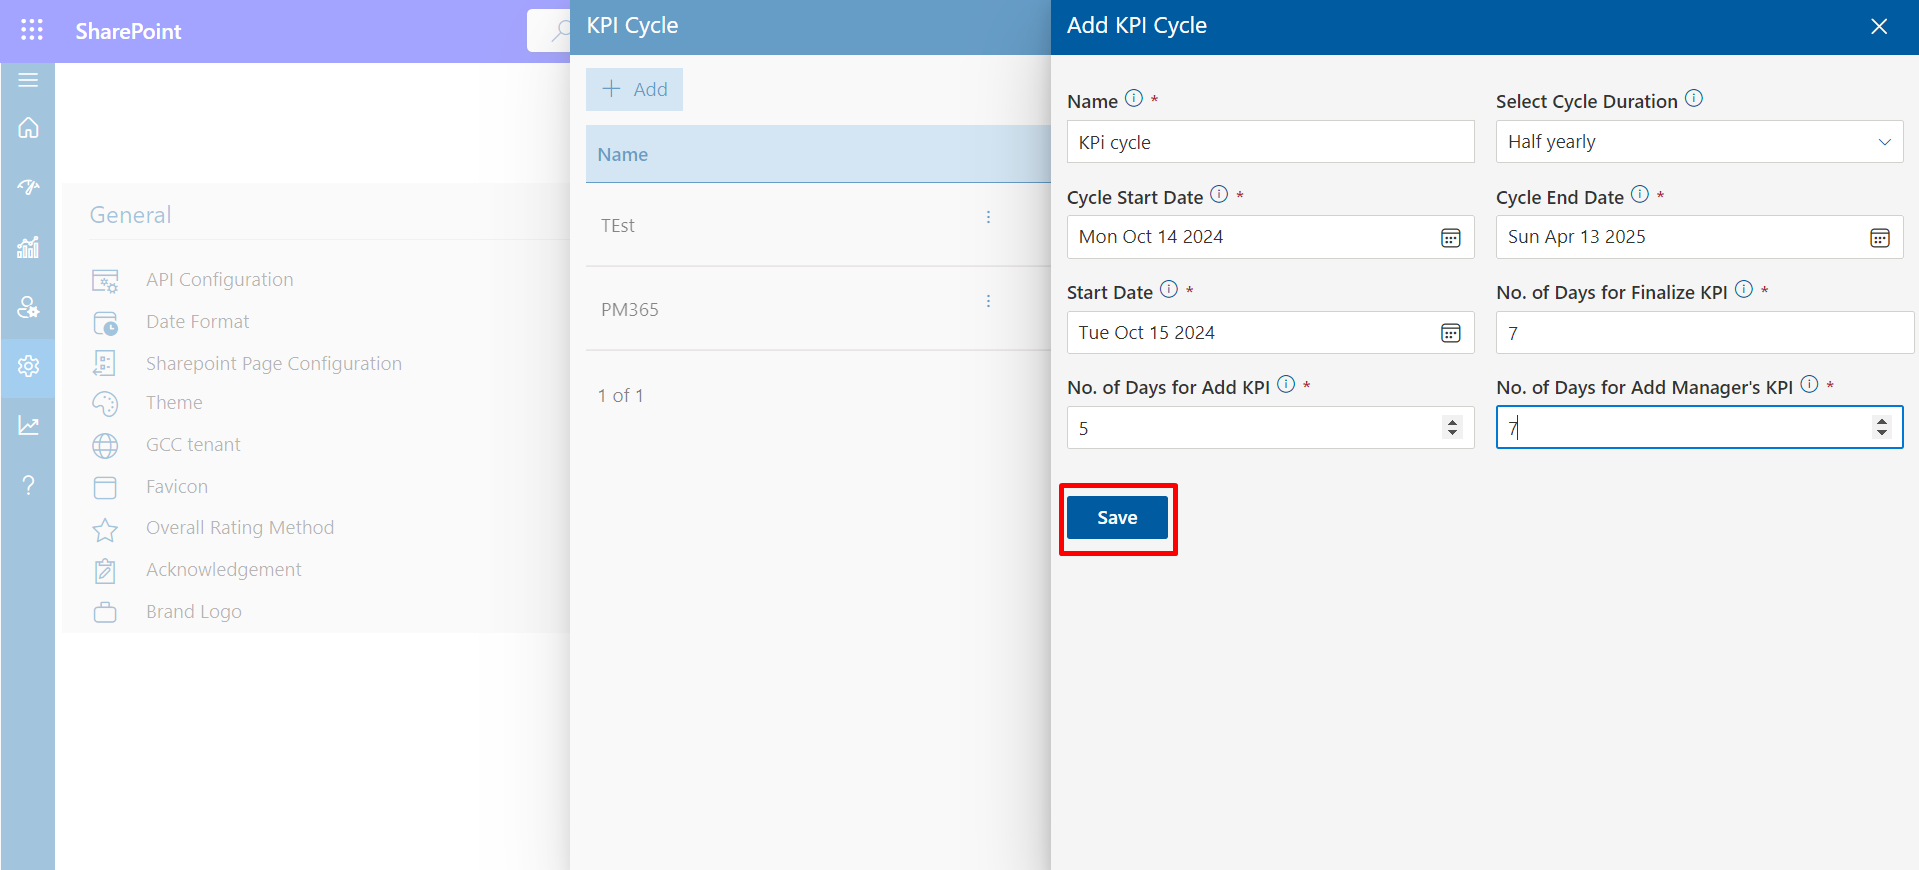 SharePoint
General
API Configuration
Date Format
Sharepoint Page Configuration
Theme
GCC tenant
Favicon
Overall Rating Method
Acknowledgement
Brand Logo
KPI Cycle
Add
Name
TEst
PM365
1 of 1
Add KPI Cycle
Name *
KPi cycle
Select Cycle Duration
Half yearly
Cycle Start Date *
Mon Oct 14 2024
Cycle End Date *
Sun Apr 13 2025
Start Date *
Tue Oct 15 2024
No. of Days for Finalize KPI *
7
No. of Days for Add KPI *
5
No. of Days for Add Manager's KPI *
7
Save